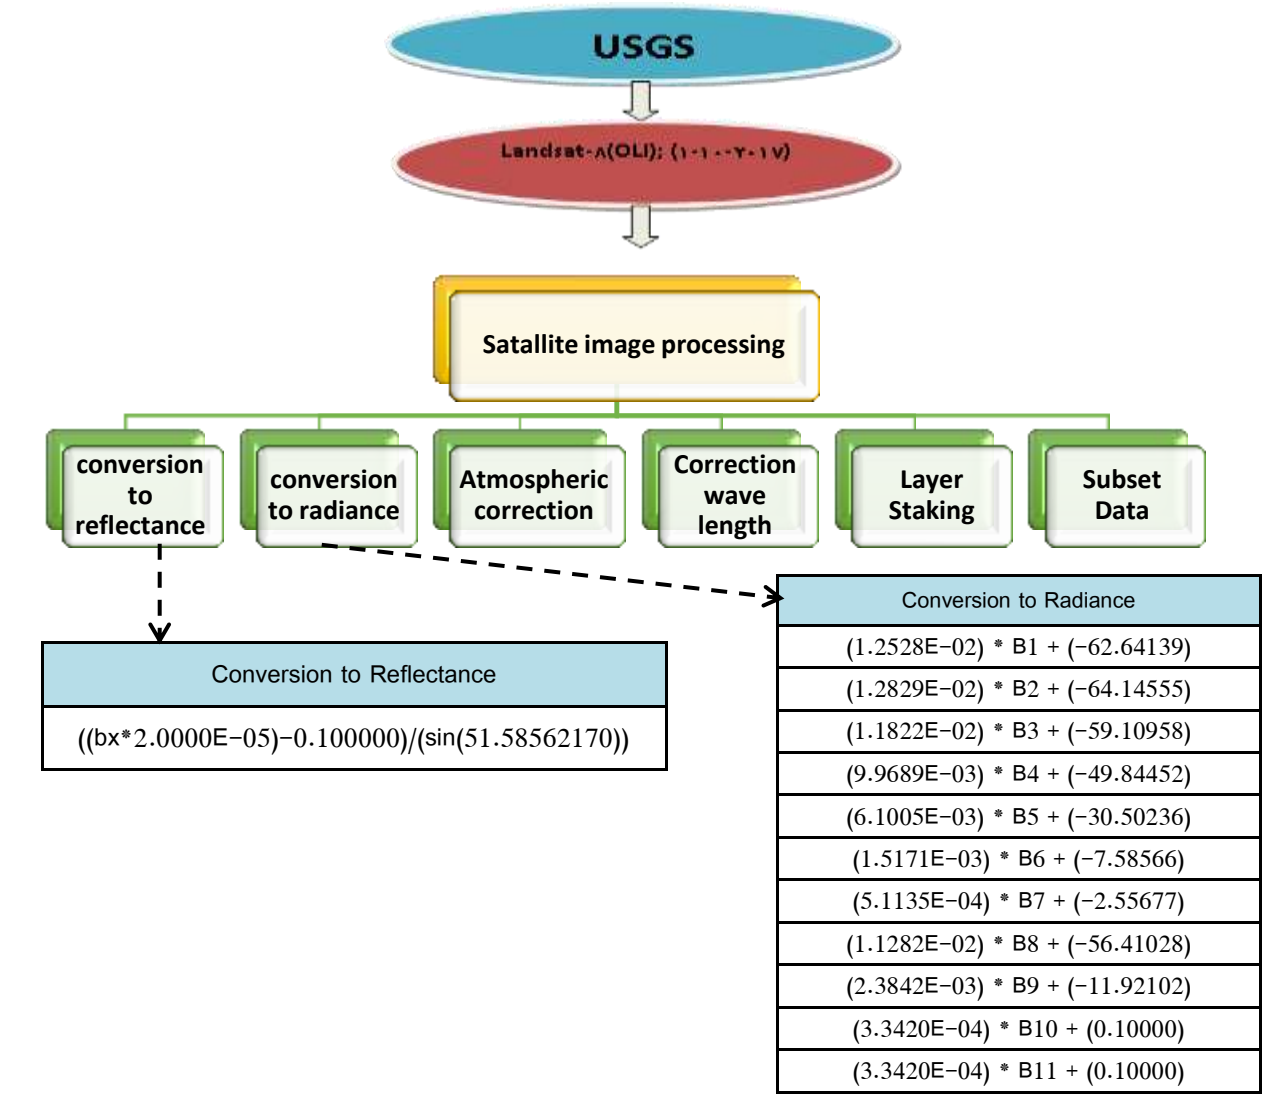 USGS
Landsat-٨(OLI); (١٠١٠-٢٠١٧)
Satallite image processing
conversion
to
reflectance
conversion
to radiance
Atmospheric
correction
Correction
wave
length
Layer
Staking
Subset
Data
Conversion to Reflectance
((bx*2.0000E−05)−0.100000)/(sin(51.58562170))
Conversion to Radiance
(1.2528E−02) * B1 + (−62.64139)
(1.2829E−02) * B2 + (−64.14555)
(1.1822E−02) * B3 + (−59.10958)
(9.9689E−03) * B4 + (−49.84452)
(6.1005E−03) * B5 + (−30.50236)
(1.5171E−03) * B6 + (−7.58566)
(5.1135E−04) * B7 + (−2.55677)
(1.1282E−02) * B8 + (−56.41028)
(2.3842E−03) * B9 + (−11.92102)
(3.3420E−04) * B10 + (0.10000)
(3.3420E−04) * B11 + (0.10000)